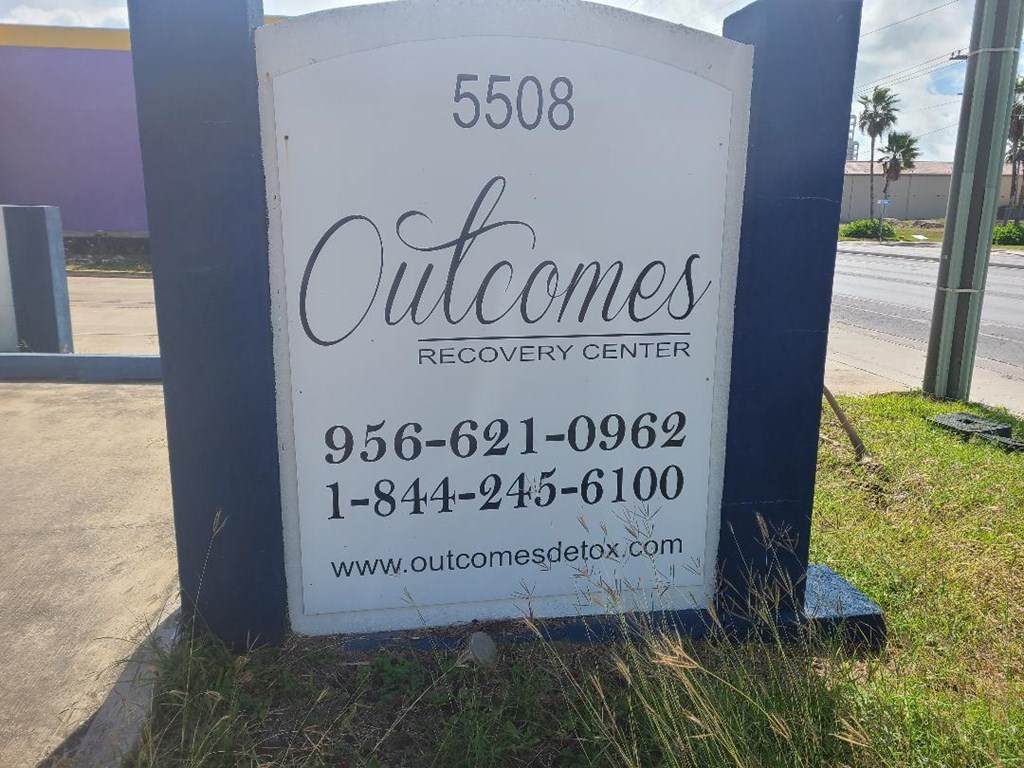 5508
Outcomes
RECOVERY CENTER
956-621-0962
1-844-245-6100
www.outcomesdetox.com